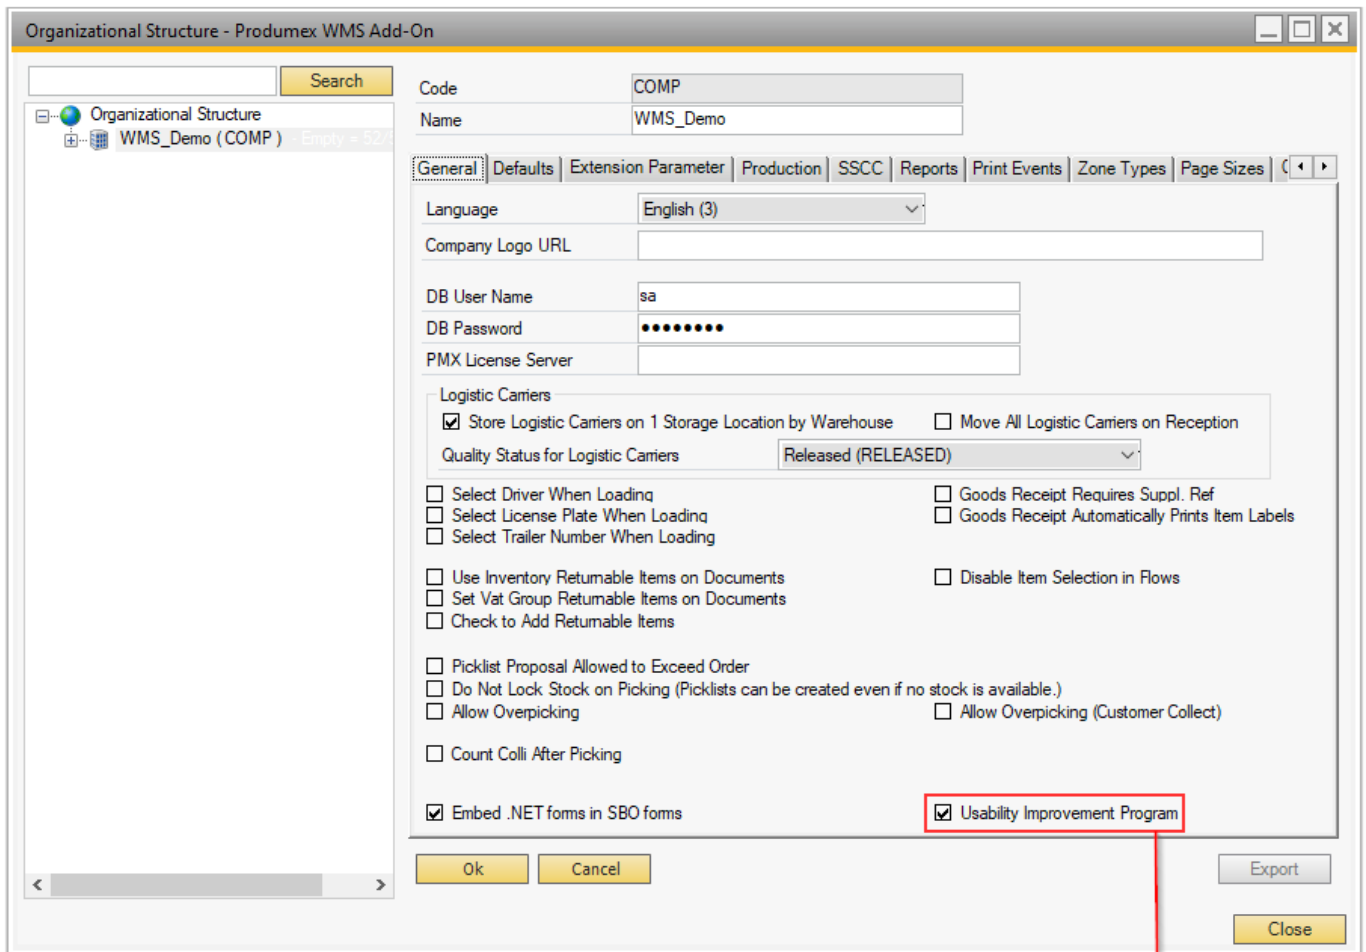 Organizational Structure - Produmex WMS Add-On
Search
Organizational Structure
WMS_Demo ( COMP ) - Empty = 52/
Code COMP
Name WMS_Demo
General Defaults Extension Parameter Production SSCC Reports Print Events Zone Types Page Sizes
Language English (3)
Company Logo URL
DB User Name sa
DB Password ●●●●●●●●
PMX License Server
Logistic Carriers
Store Logistic Carriers on 1 Storage Location by Warehouse Move All Logistic Carriers on Reception
Quality Status for Logistic Carriers Released (RELEASED)
Select Driver When Loading Goods Receipt Requires Suppl. Ref
Select License Plate When Loading Goods Receipt Automatically Prints Item Labels
Select Trailer Number When Loading
Use Inventory Returnable Items on Documents Disable Item Selection in Flows
Set Vat Group Returnable Items on Documents
Check to Add Returnable Items
Picklist Proposal Allowed to Exceed Order
Do Not Lock Stock on Picking (Picklists can be created even if no stock is available.)
Allow Overpicking Allow Overpicking (Customer Collect)
Count Colli After Picking
Embed .NET forms in SBO forms Usability Improvement Program
Ok Cancel Export
Close